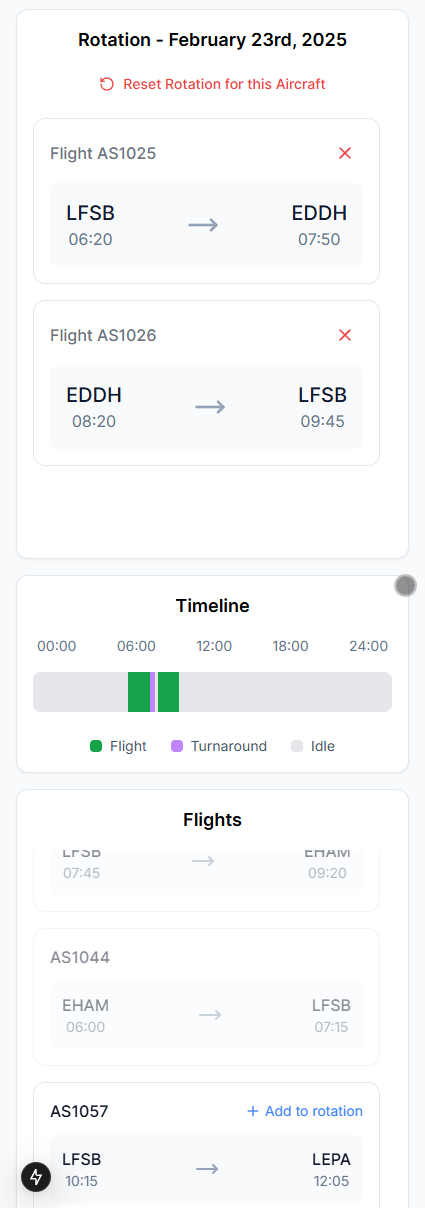 Rotation - February 23rd, 2025
Reset Rotation for this Aircraft
Flight AS1025
LFSB EDDH
06:20 07:50
Flight AS1026
EDDH LFSB
08:20 09:45
Timeline
00:00 06:00 12:00 18:00 24:00
Flight Turnaround Idle
Flights
LFSB EHAM
07:45 09:20
AS1044
EHAM LFSB
06:00 07:15
AS1057 Add to rotation
LFSB LEPA
10:15 12:05